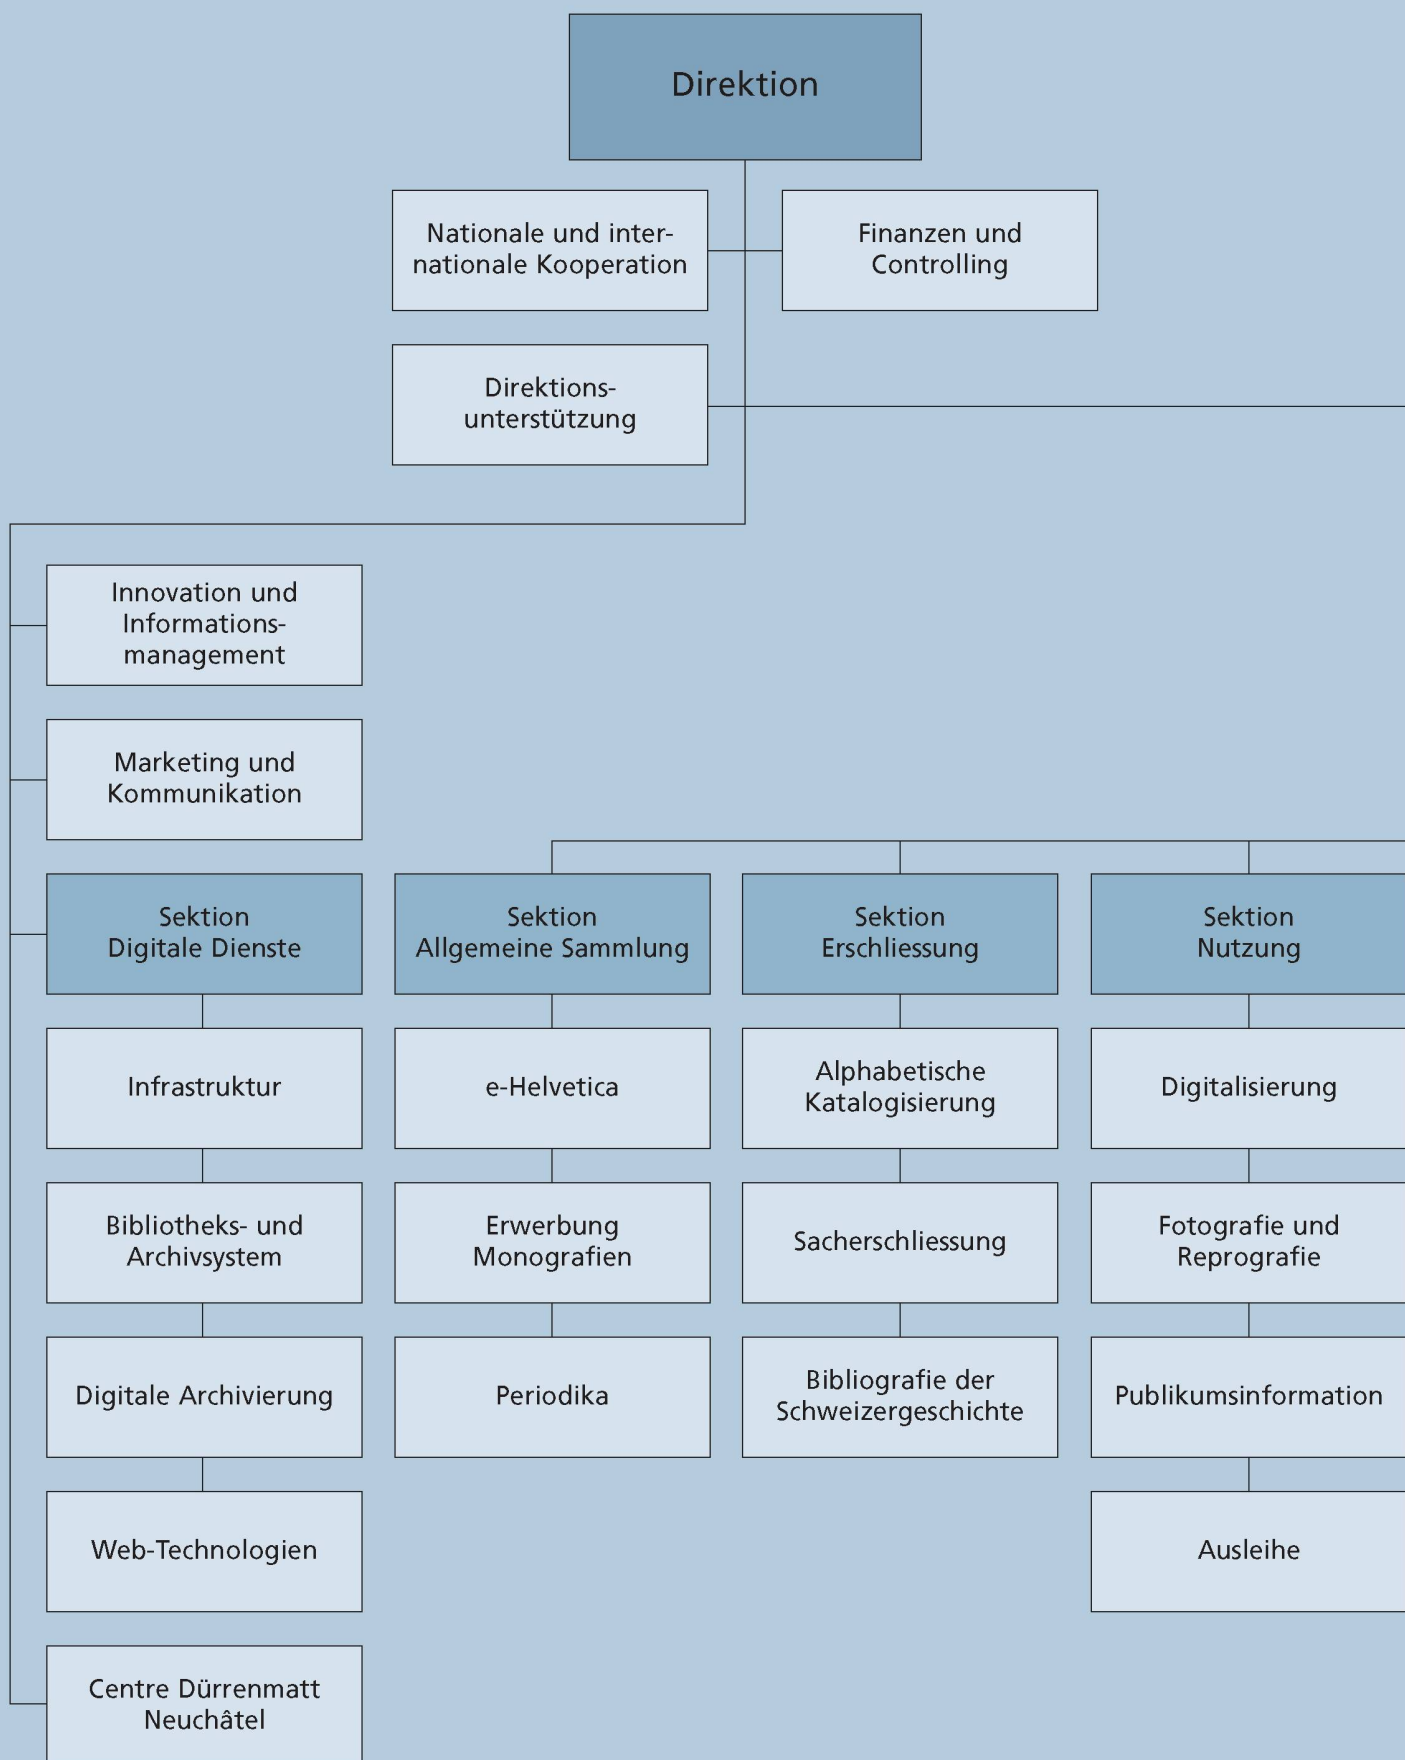 Direktion
Nationale und inter-
nationale Kooperation
Finanzen und
Controlling
Direktions-
unterstützung
Innovation und
Informations-
management
Marketing und
Kommunikation
Sektion
Digitale Dienste
Infrastruktur
Bibliotheks- und
Archivsystem
Digitale Archivierung
Web-Technologien
Centre Dürrenmatt
Neuchâtel
Sektion
Allgemeine Sammlung
e-Helvetica
Erwerbung
Monografien
Periodika
Sektion
Erschliessung
Alphabetische
Katalogisierung
Sacherschliessung
Bibliografie der
Schweizergeschichte
Sektion
Nutzung
Digitalisierung
Fotografie und
Reprografie
Publikumsinformation
Ausleihe